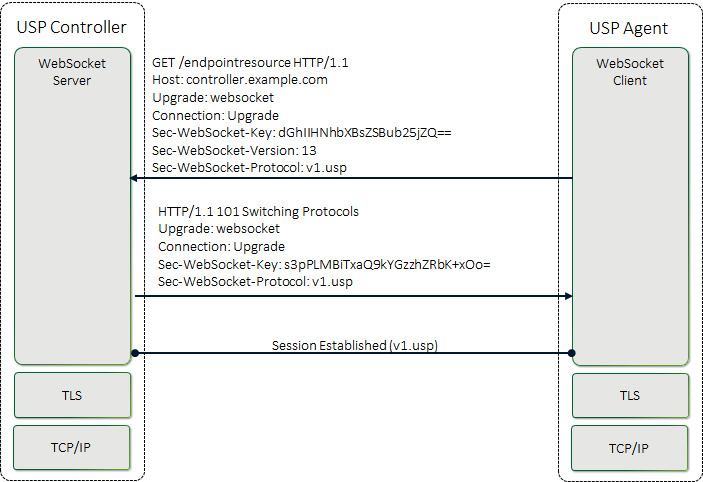 USP Controller
USP Agent
WebSocket
Server
WebSocket
Client
GET /endpointresource HTTP/1.1
Host: controller.example.com
Upgrade: websocket
Connection: Upgrade
Sec-WebSocket-Key: dGhIIHNhbXBsZSBub25jZQ==
Sec-WebSocket-Version: 13
Sec-WebSocket-Protocol: v1.usp
HTTP/1.1 101 Switching Protocols
Upgrade: websocket
Connection: Upgrade
Sec-WebSocket-Key: s3pPLMBiTxaQ9kYGzzhZRbK+xOo=
Sec-WebSocket-Protocol: v1.usp
Session Established (v1.usp)
TLS
TLS
TCP/IP
TCP/IP